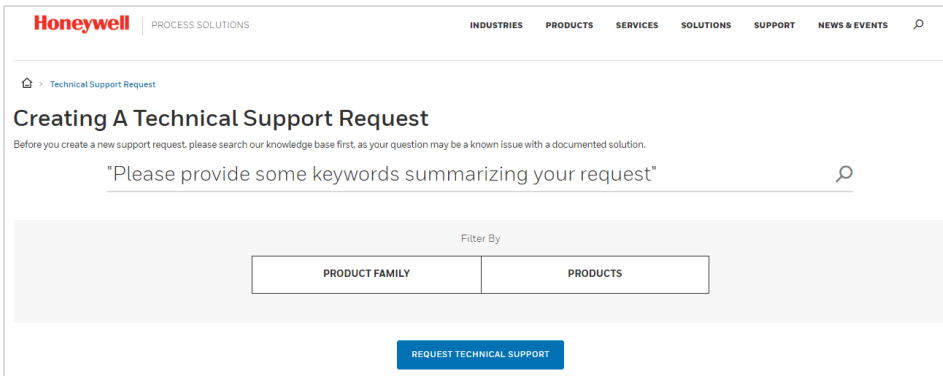 Honeywell PROCESS SOLUTIONS INDUSTRIES PRODUCTS SERVICES SOLUTIONS SUPPORT NEWS & EVENTS
> Technical Support Request
Creating A Technical Support Request
Before you create a new support request, please search our knowledge base first, as your question may be a known issue with a documented solution.
"Please provide some keywords summarizing your request"
Filter By
PRODUCT FAMILY PRODUCTS
REQUEST TECHNICAL SUPPORT